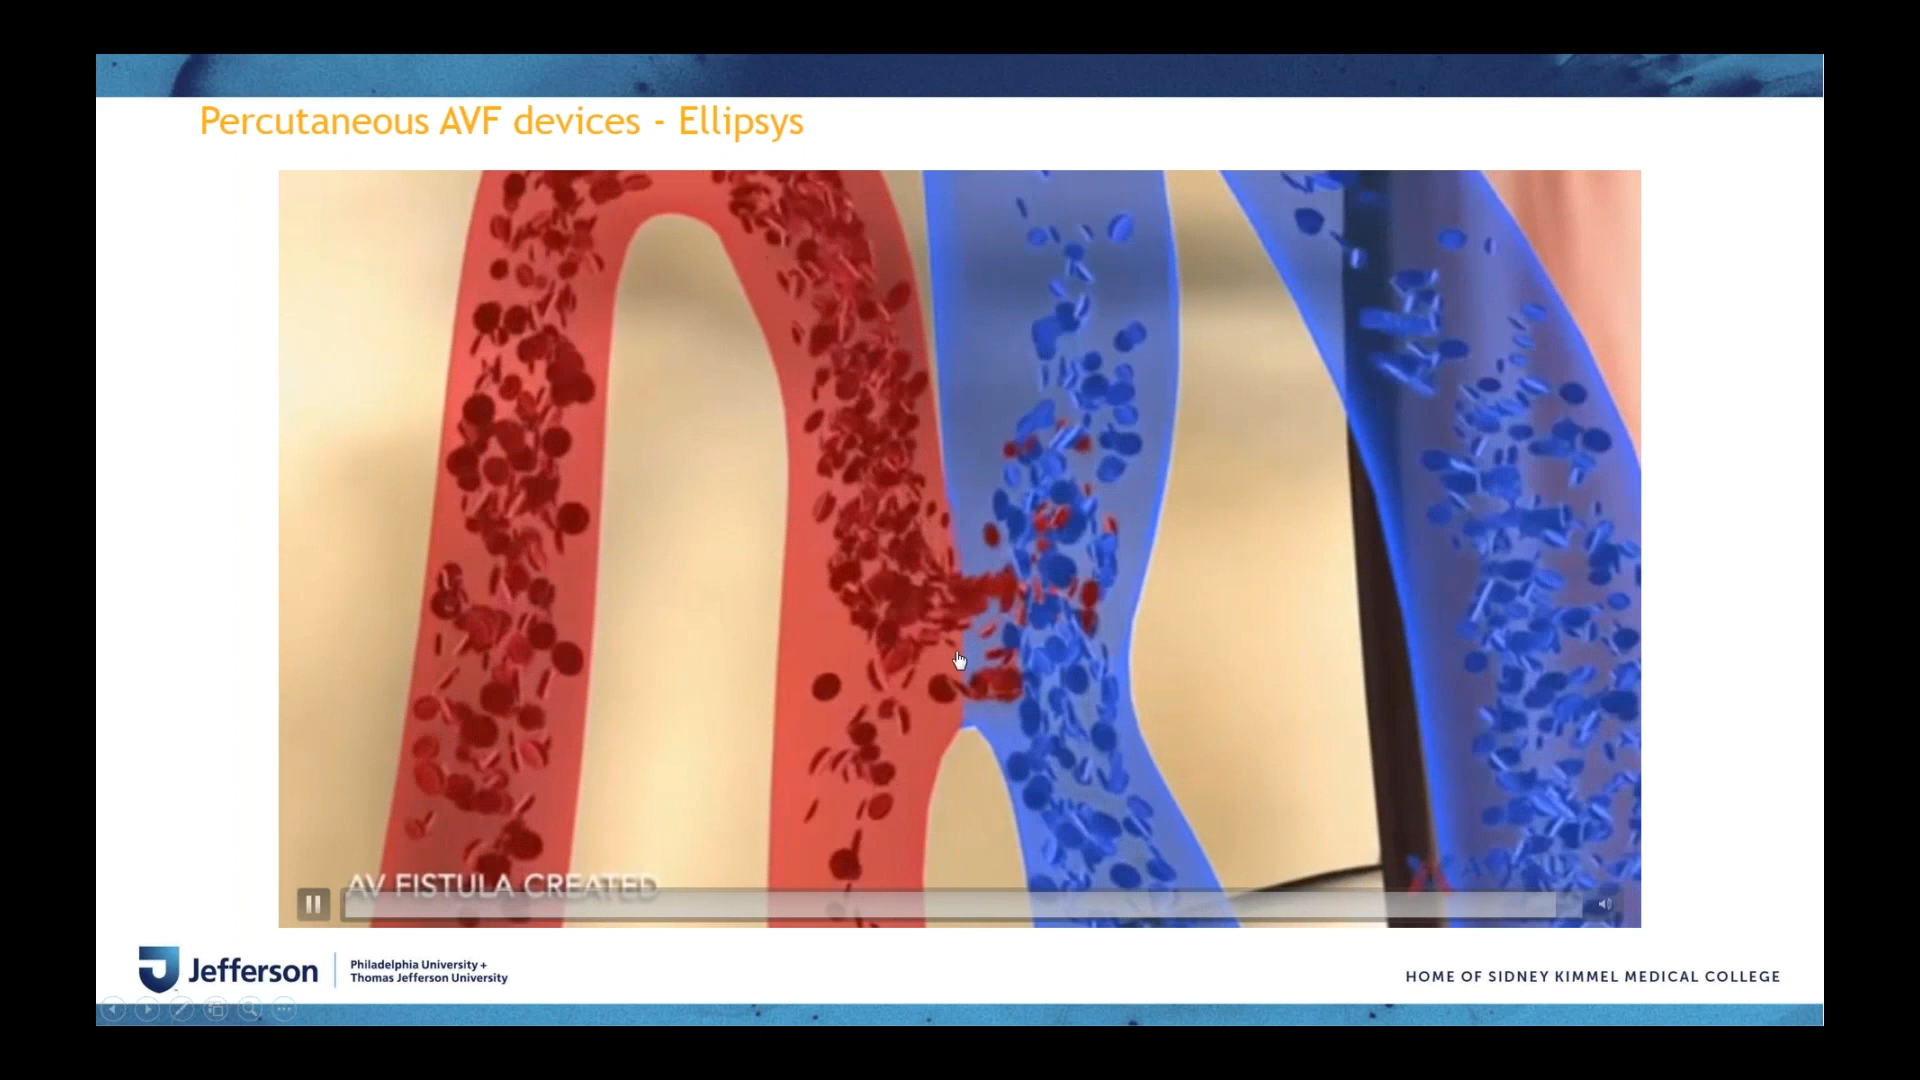 Percutaneous AVF devices - Ellipsys
AV FISTULA CREATED
Jefferson
Philadelphia University +
Thomas Jefferson University
HOME OF SIDNEY KIMMEL MEDICAL COLLEGE